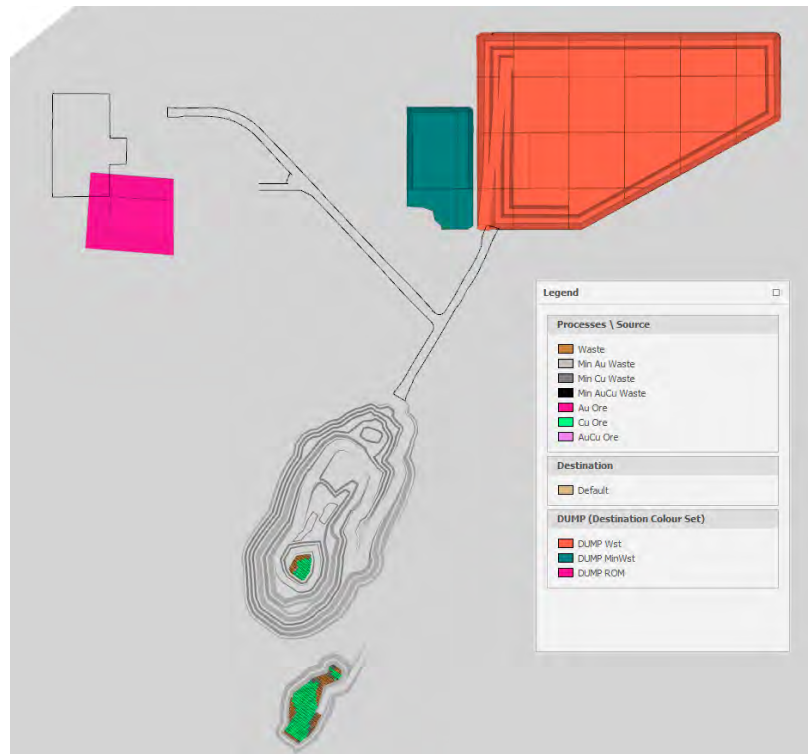 Legend
Processes \ Source
Waste
Min Au Waste
Min Cu Waste
Min AuCu Waste
Au Ore
Cu Ore
AuCu Ore
Destination
Default
DUMP (Destination Colour Set)
DUMP Wst
DUMP MinWst
DUMP ROM